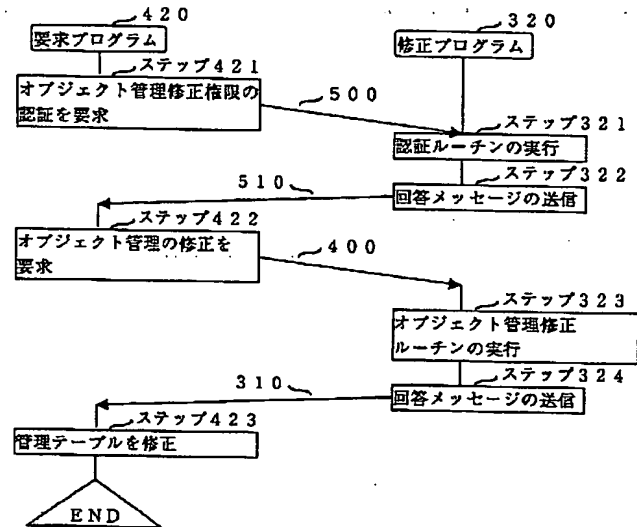 ４２０
要求プログラム
３２０
修正プログラム
ステップ４２１
オブジェクト管理修正権限の
認証を要求
５００
ステップ３２１
認証ルーチンの実行
ステップ３２２
回答メッセージの送信
５１０
ステップ４２２
オブジェクト管理の修正を
要求
４００
ステップ３２３
オブジェクト管理修正
ルーチンの実行
ステップ３２４
回答メッセージの送信
３１０
ステップ４２３
管理テーブルを修正
ＥＮＤ